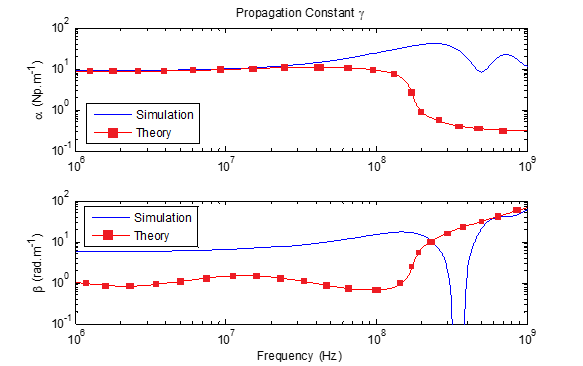 Propagation Constant γ
α (Np.m⁻¹)
10²
10¹
10⁰
10⁻¹
Simulation
Theory
10⁶ 10⁷ 10⁸ 10⁹
β (rad.m⁻¹)
10²
10¹
10⁰
10⁻¹
Simulation
Theory
10⁶ 10⁷ 10⁸ 10⁹
Frequency (Hz)